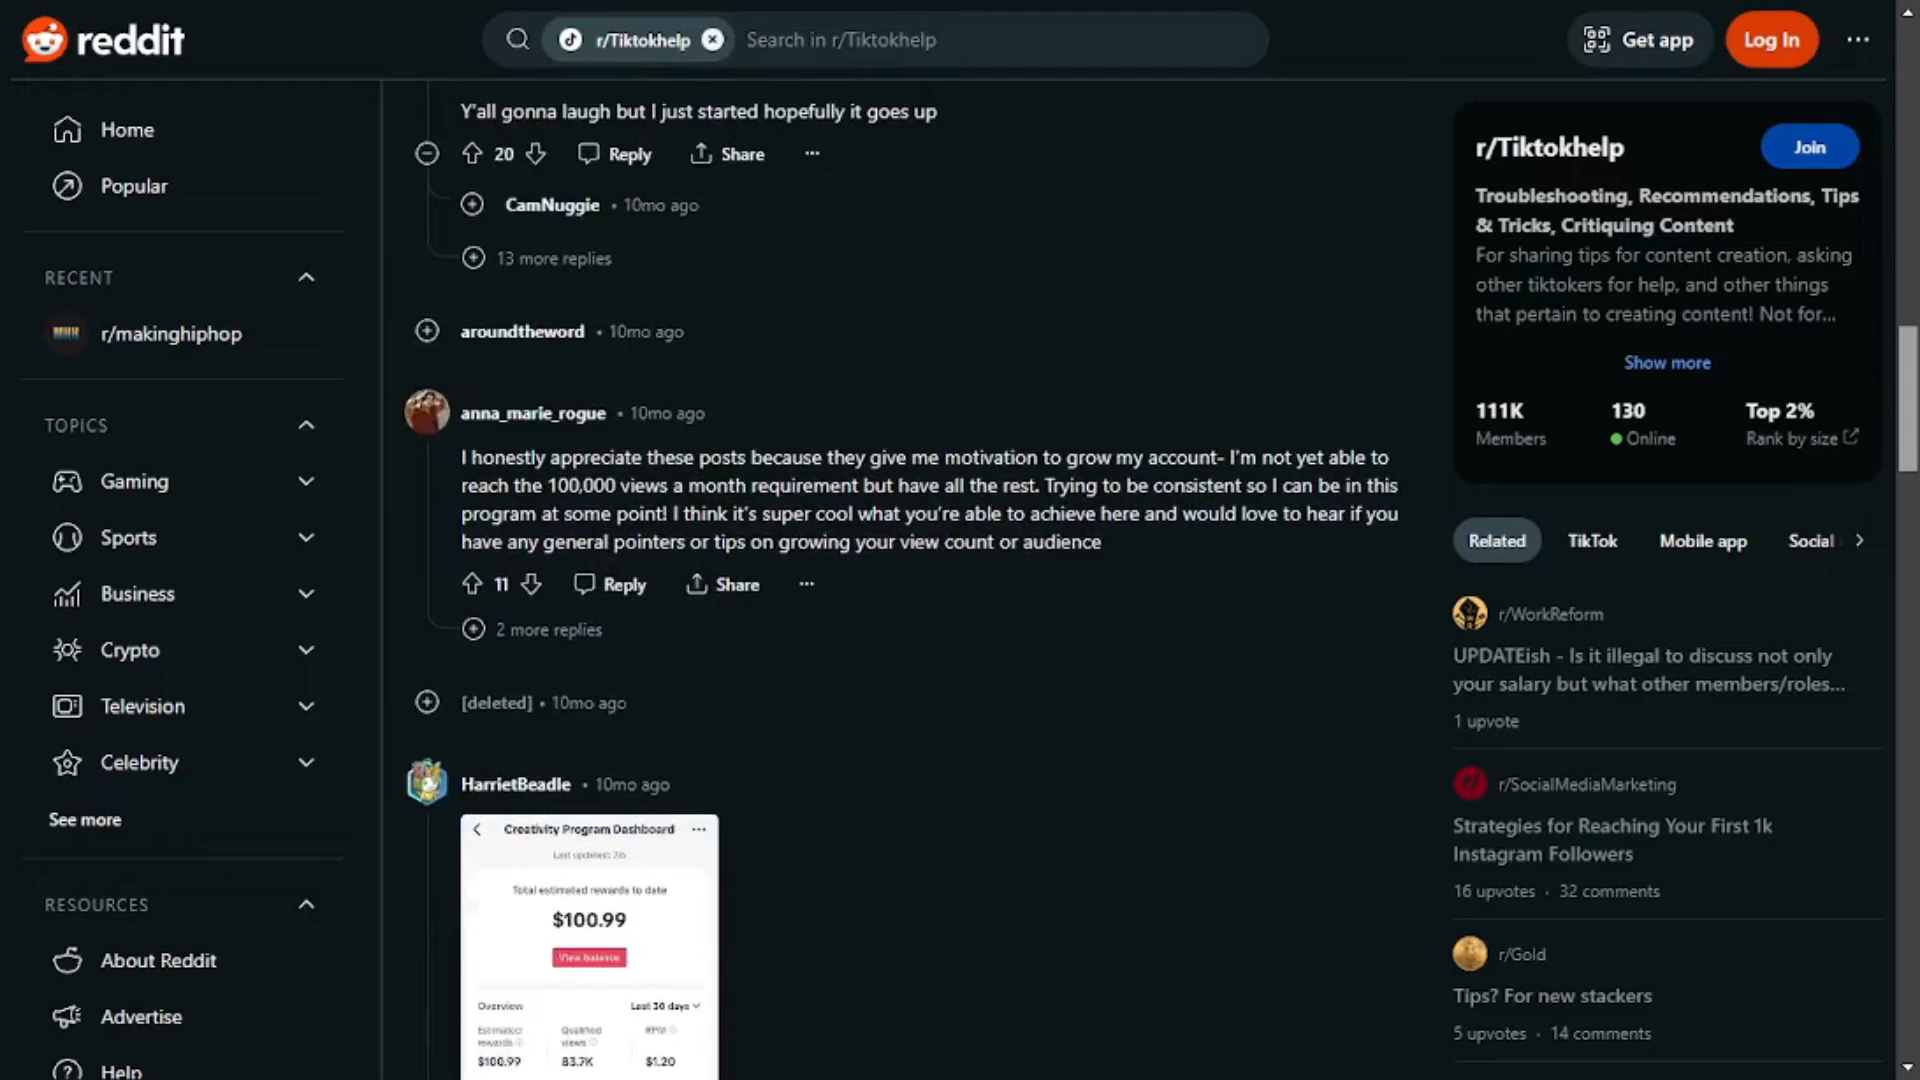 reddit
r/Tiktokhelp
Search in r/Tiktokhelp
Get app
Log In
Home
Popular
RECENT
r/makinghiphop
TOPICS
Gaming
Sports
Business
Crypto
Television
Celebrity
See more
RESOURCES
About Reddit
Advertise
Help
Y'all gonna laugh but I just started hopefully it goes up
20
Reply
Share
CamNuggie • 10mo ago
13 more replies
aroundtheword • 10mo ago
anna_marie_rogue • 10mo ago
I honestly appreciate these posts because they give me motivation to grow my account- I'm not yet able to
reach the 100,000 views a month requirement but have all the rest. Trying to be consistent so I can be in this
program at some point! I think it's super cool what you're able to achieve here and would love to hear if you
have any general pointers or tips on growing your view count or audience
11
Reply
Share
2 more replies
[deleted] • 10mo ago
HarrietBeadle • 10mo ago
Creativity Program Dashboard
Last updated: 7/6
Total estimated rewards to date
$100.99
View balance
Overview
Last 30 days
Estimated rewards
Qualified views
RPM
$100.99
83.7K
$1.20
r/Tiktokhelp
Join
Troubleshooting, Recommendations, Tips
& Tricks, Critiquing Content
For sharing tips for content creation, asking
other tiktokers for help, and other things
that pertain to creating content! Not for...
Show more
111K
Members
130
Online
Top 2%
Rank by size
Related
TikTok
Mobile app
Social
r/WorkReform
UPDATEish - Is it illegal to discuss not only
your salary but what other members/roles...
1 upvote
r/SocialMediaMarketing
Strategies for Reaching Your First 1k
Instagram Followers
16 upvotes · 32 comments
r/Gold
Tips? For new stackers
5 upvotes · 14 comments